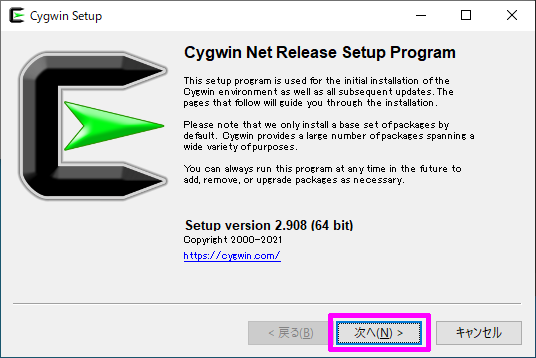 Cygwin Setup
Cygwin Net Release Setup Program
This setup program is used for the initial installation of the
Cygwin environment as well as all subsequent updates. The
pages that follow will guide you through the installation.
Please note that we only install a base set of packages by
default. Cygwin provides a large number of packages spanning a
wide variety of purposes.
You can always run this program at any time in the future to
add, remove, or upgrade packages as necessary.
Setup version 2.908 (64 bit)
Copyright 2000-2021
https://cygwin.com/
< 戻る(B)
次へ(N) >
キャンセル